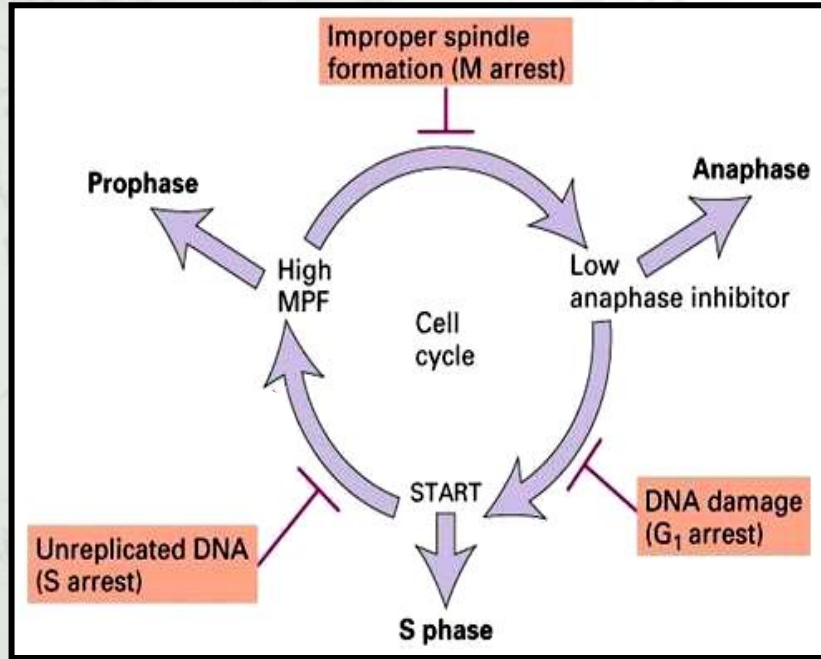 Improper spindle
formation (M arrest)
Prophase
Anaphase
High
MPF
Low
anaphase inhibitor
Cell
cycle
START
DNA damage
(G₁ arrest)
Unreplicated DNA
(S arrest)
S phase